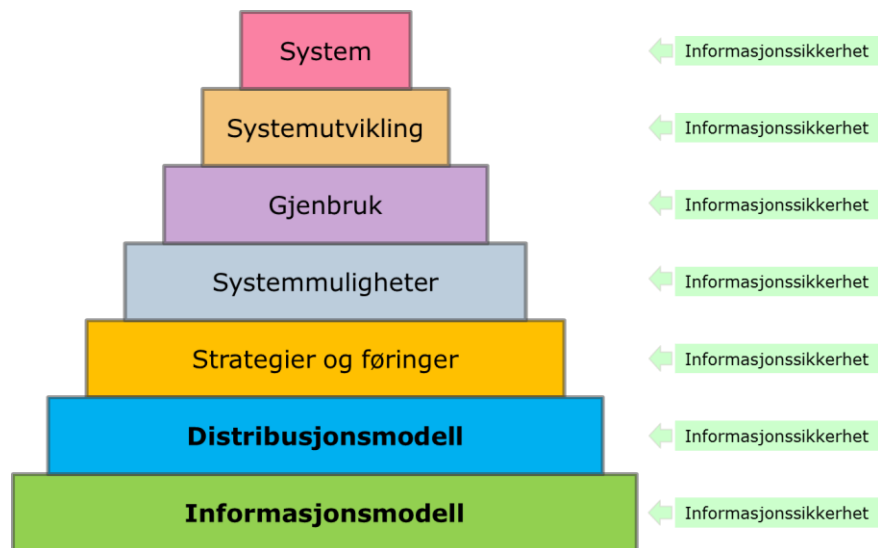 System
Informasjonssikkerhet
Systemutvikling
Informasjonssikkerhet
Gjenbruk
Informasjonssikkerhet
Systemmuligheter
Informasjonssikkerhet
Strategier og føringer
Informasjonssikkerhet
Distribusjonsmodell
Informasjonssikkerhet
Informasjonsmodell
Informasjonssikkerhet